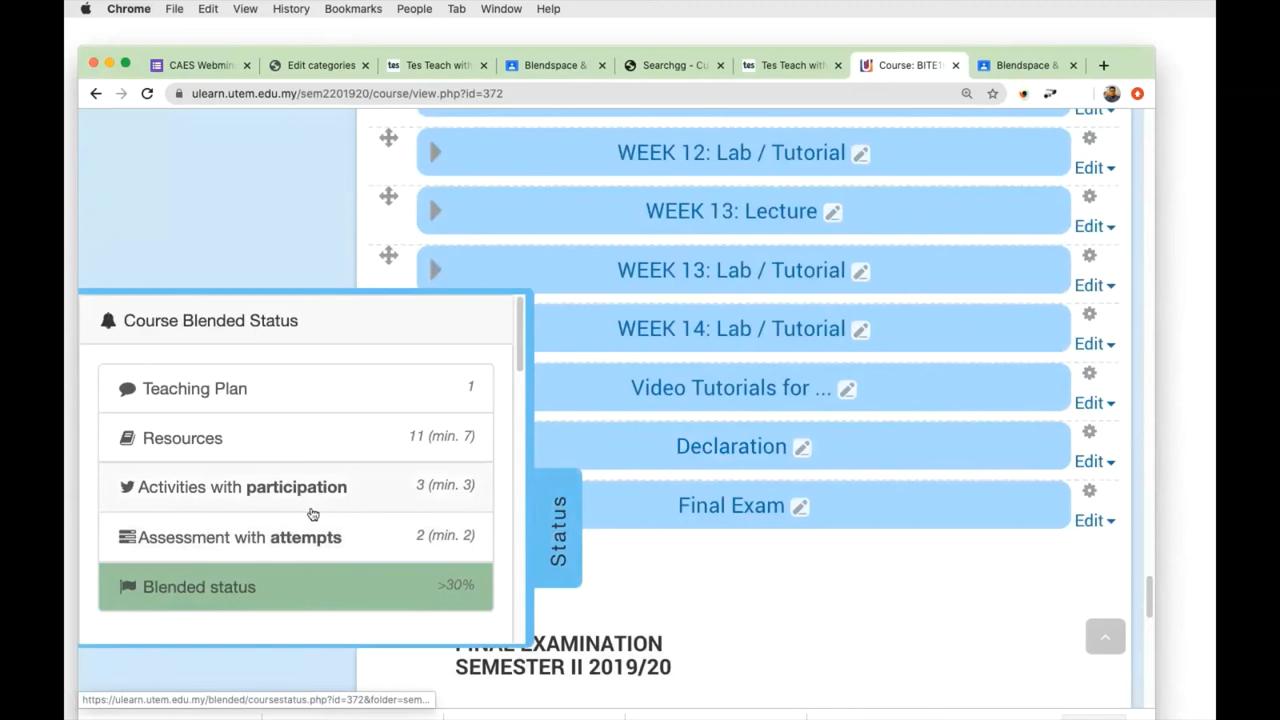 Chrome File Edit View History Bookmarks People Tab Window Help
CAES Webmin
Edit categories
tes Tes Teach with
Blendspace &
Searchgg - Cu
tes Tes Teach with
Course: BITE1
Blendspace &
ulearn.utem.edu.my/sem2201920/course/view.php?id=372
Edit
WEEK 12: Lab / Tutorial
Edit
WEEK 13: Lecture
Edit
WEEK 13: Lab / Tutorial
Edit
WEEK 14: Lab / Tutorial
Edit
Video Tutorials for ...
Edit
Declaration
Edit
Final Exam
Edit
Course Blended Status
Teaching Plan 1
Resources 11 (min. 7)
Activities with participation 3 (min. 3)
Assessment with attempts 2 (min. 2)
Blended status >30%
Status
EXAMINATION
SEMESTER II 2019/20
https://ulearn.utem.edu.my/blended/coursestatus.php?id=372&folder=sem...